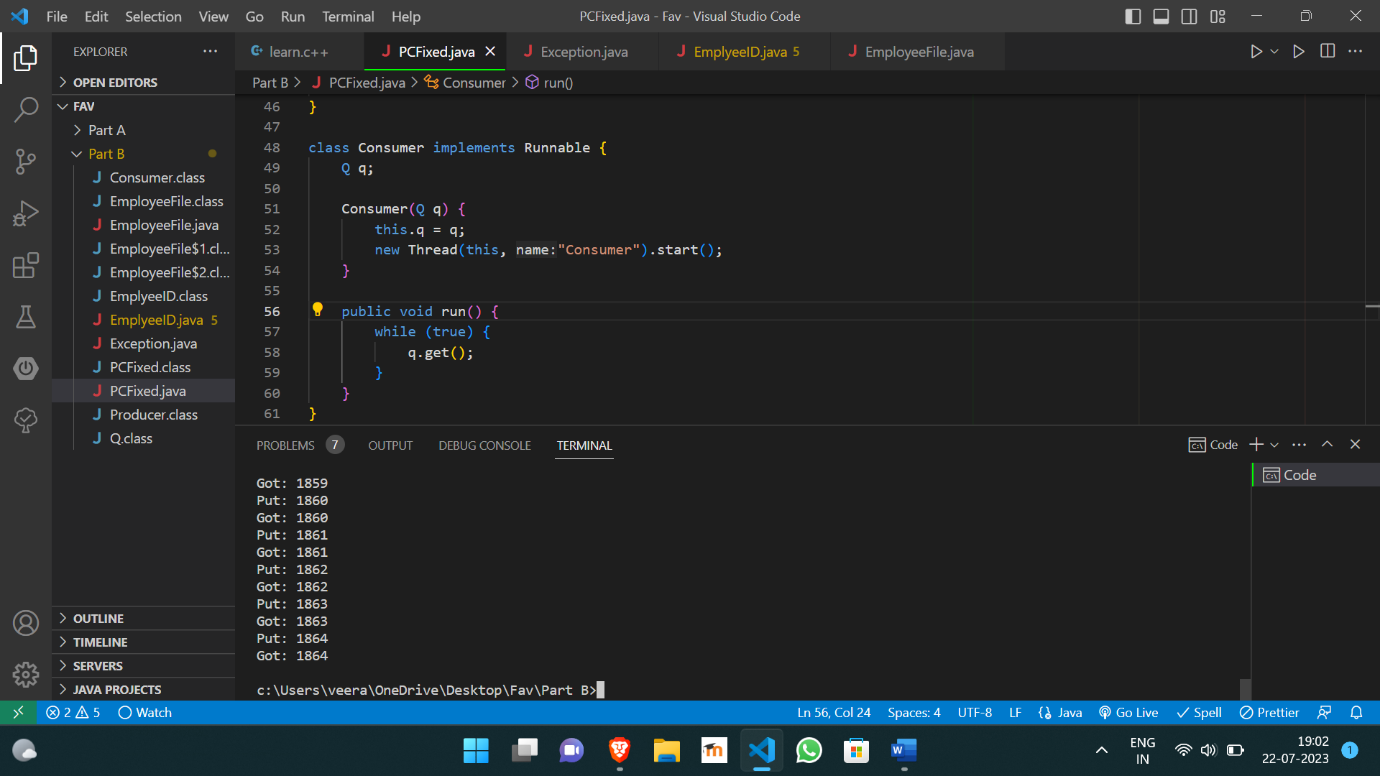 File Edit Selection View Go Run Terminal Help
PCFixed.java - Fav - Visual Studio Code
EXPLORER
OPEN EDITORS
FAV
Part A
Part B
Consumer.class
EmployeeFile.class
EmployeeFile.java
EmployeeFile$1.cl...
EmployeeFile$2.cl...
EmplyeeID.class
EmplyeeID.java 5
Exception.java
PCFixed.class
PCFixed.java
Producer.class
Q.class
OUTLINE
TIMELINE
SERVERS
JAVA PROJECTS
learn.c++ PCFixed.java Exception.java EmplyeeID.java 5 EmployeeFile.java
Part B > PCFixed.java > Consumer > run()
46 }
47
48 class Consumer implements Runnable {
49 Q q;
50
51 Consumer(Q q) {
52 this.q = q;
53 new Thread(this, name:"Consumer").start();
54 }
55
56 public void run() {
57 while (true) {
58 q.get();
59 }
60 }
61 }
PROBLEMS 7 OUTPUT DEBUG CONSOLE TERMINAL
Code
Code
Got: 1859
Put: 1860
Got: 1860
Put: 1861
Got: 1861
Put: 1862
Got: 1862
Put: 1863
Got: 1863
Put: 1864
Got: 1864
c:\Users\veera\OneDrive\Desktop\Fav\Part B>
2 5 Watch
Ln 56, Col 24 Spaces: 4 UTF-8 LF {} Java Go Live Spell Prettier
ENG
IN
19:02
22-07-2023
1